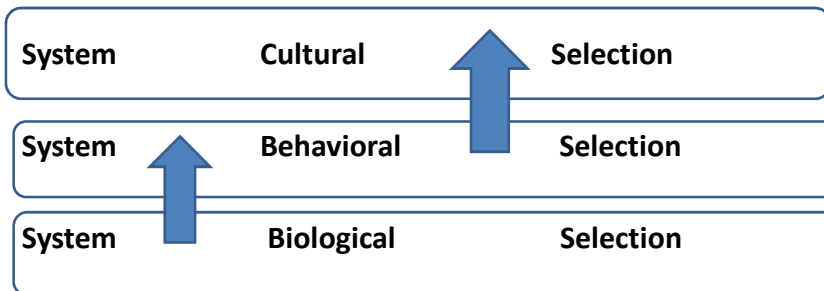 System Cultural Selection
System Behavioral Selection
System Biological Selection